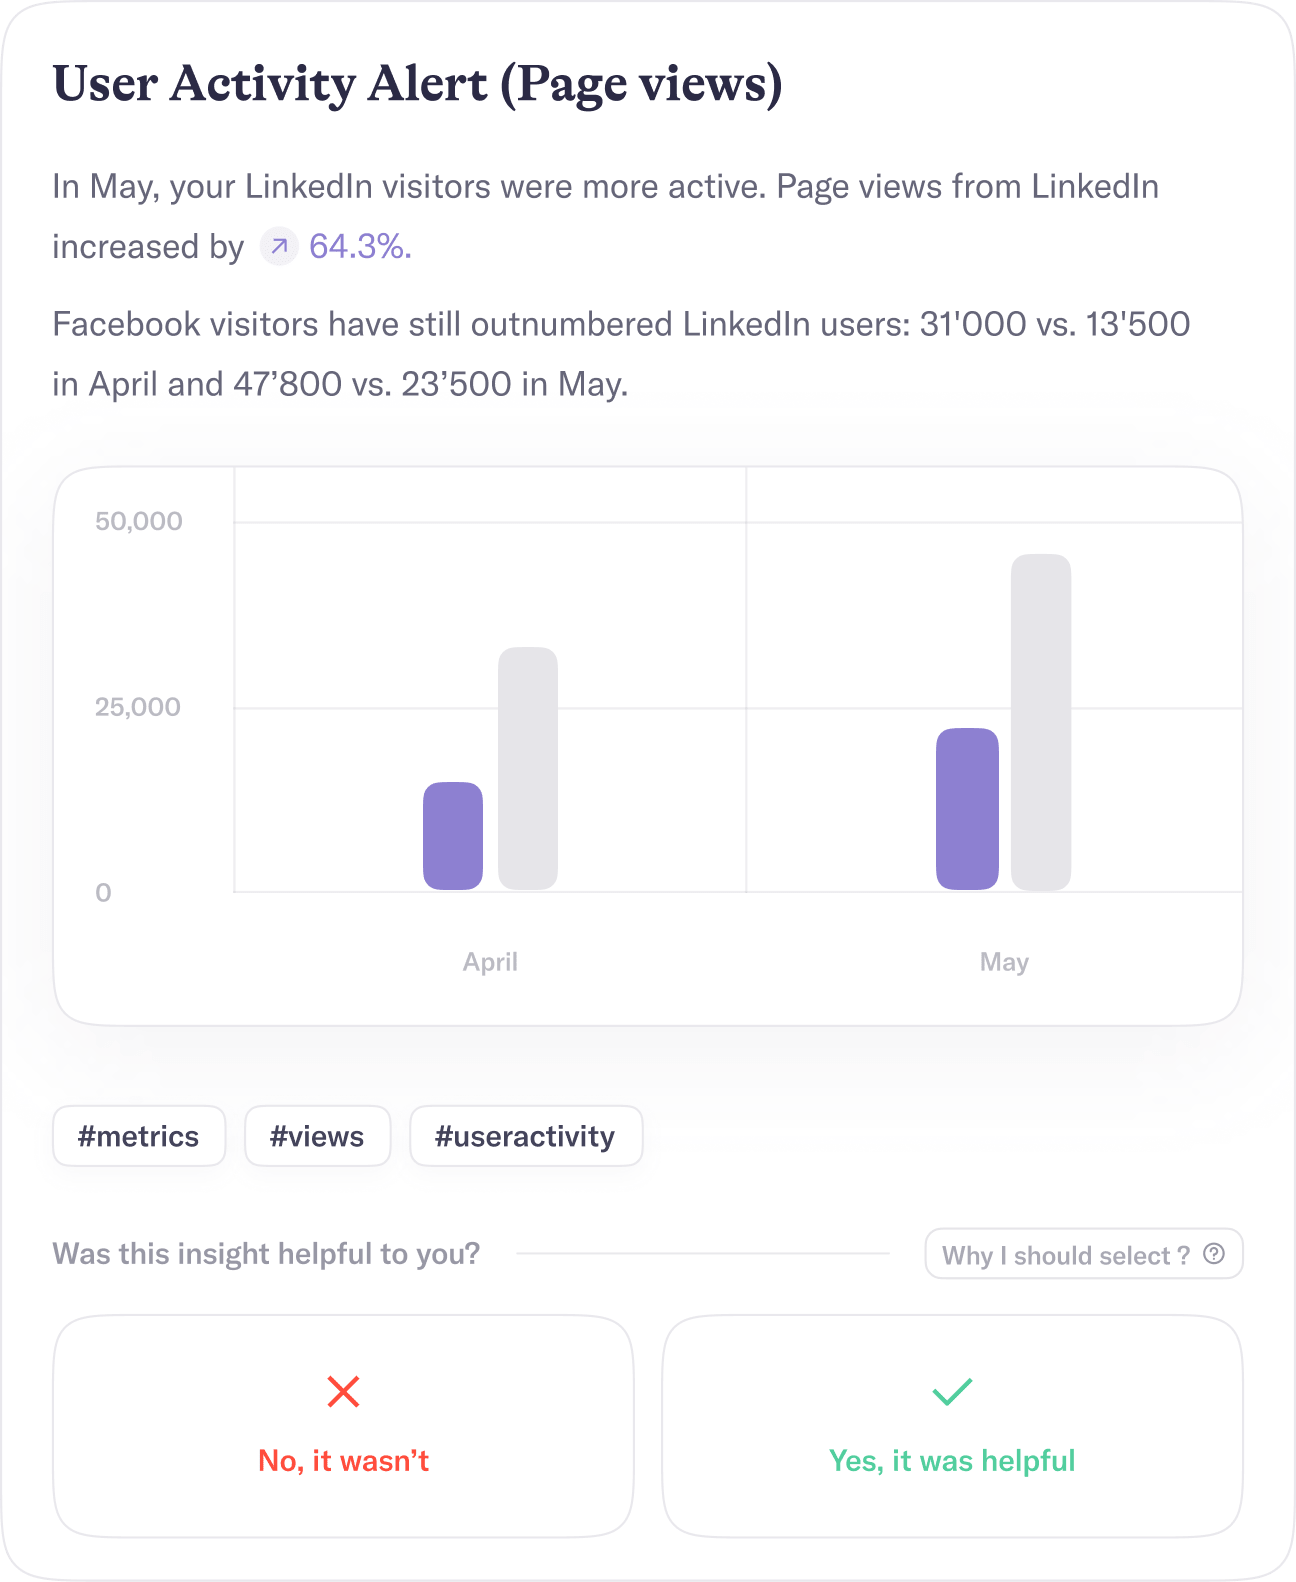 User Activity Alert (Page views)
In May, your LinkedIn visitors were more active. Page views from LinkedIn
increased by 64.3%.
Facebook visitors have still outnumbered LinkedIn users: 31'000 vs. 13'500
in April and 47’800 vs. 23’500 in May.
50,000
25,000
0
April
May
#metrics
#views
#useractivity
Was this insight helpful to you?
Why I should select ?
No, it wasn’t
Yes, it was helpful